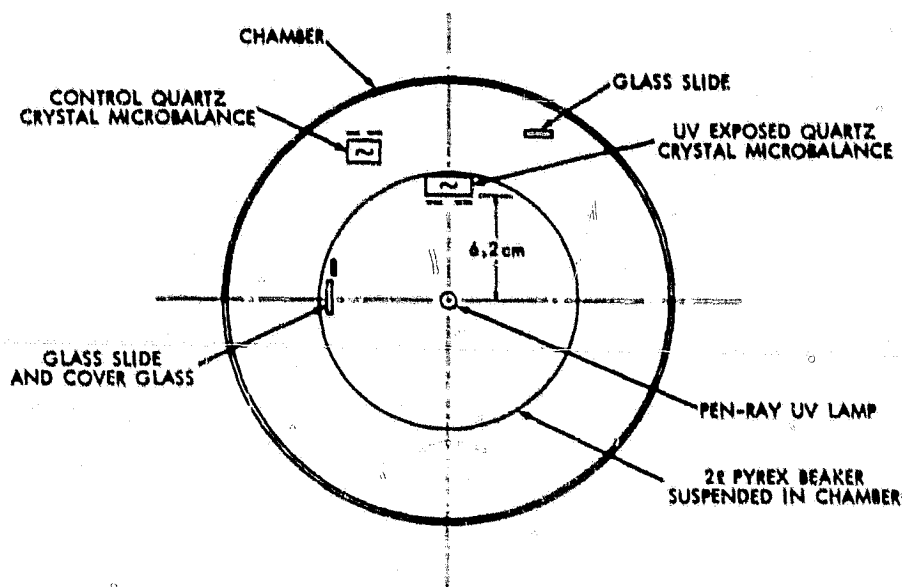 CHAMBER
CONTROL QUARTZ
CRYSTAL MICROBALANCE
GLASS SLIDE
UV EXPOSED QUARTZ
CRYSTAL MICROBALANCE
~
~
6,2cm
GLASS SLIDE
AND COVER GLASS
PEN-RAY UV LAMP
2ℓ PYREX BEAKER
SUSPENDED IN CHAMBER